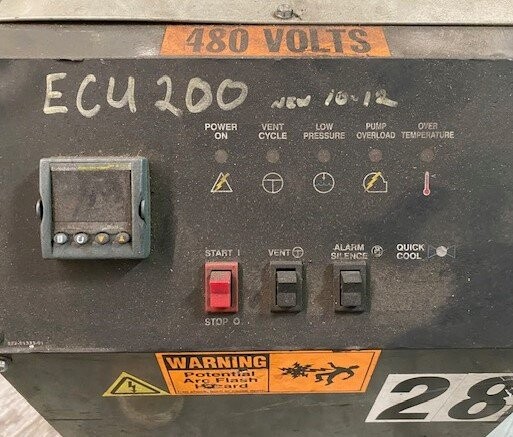 480 VOLTS
ECU 200 NEW 10-12
POWER ON
VENT CYCLE
LOW PRESSURE
PUMP OVERLOAD
OVER TEMPERATURE
START I
VENT
ALARM SILENCE
QUICK COOL
STOP O
WARNING
Potential
Arc Flash
Hazard
28